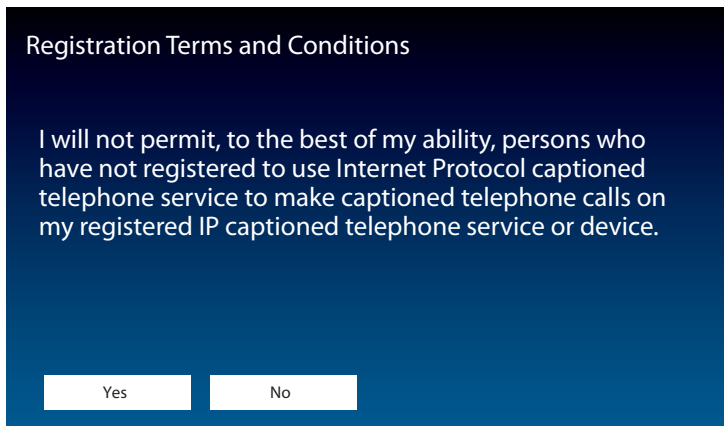 Registration Terms and Conditions
I will not permit, to the best of my ability, persons who
have not registered to use Internet Protocol captioned
telephone service to make captioned telephone calls on
my registered IP captioned telephone service or device.
Yes
No